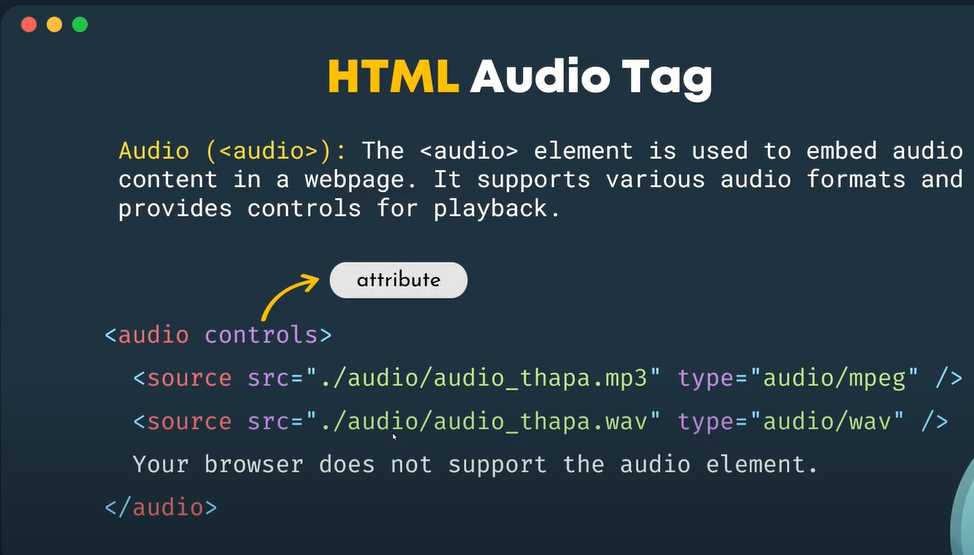 HTML Audio Tag
Audio (<audio>): The <audio> element is used to embed audio
content in a webpage. It supports various audio formats and
provides controls for playback.
attribute
<audio controls>
<source src="./audio/audio_thapa.mp3" type="audio/mpeg" />
<source src="./audio/audio_thapa.wav" type="audio/wav" />
Your browser does not support the audio element.
</audio>